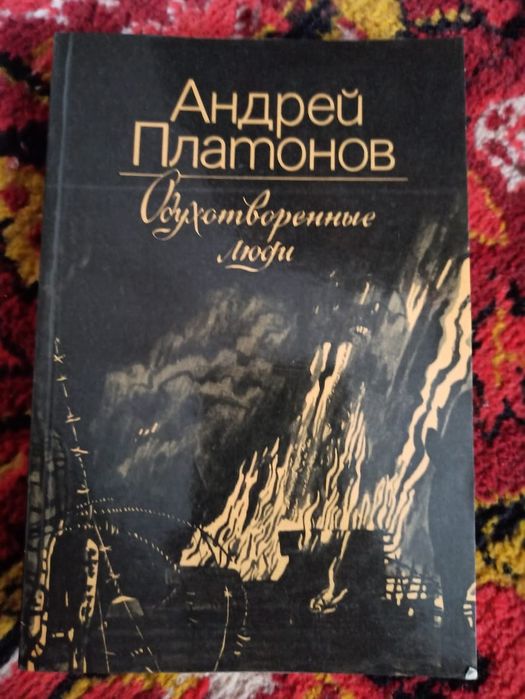 Андрей
Платонов
Одухотворенные
люди